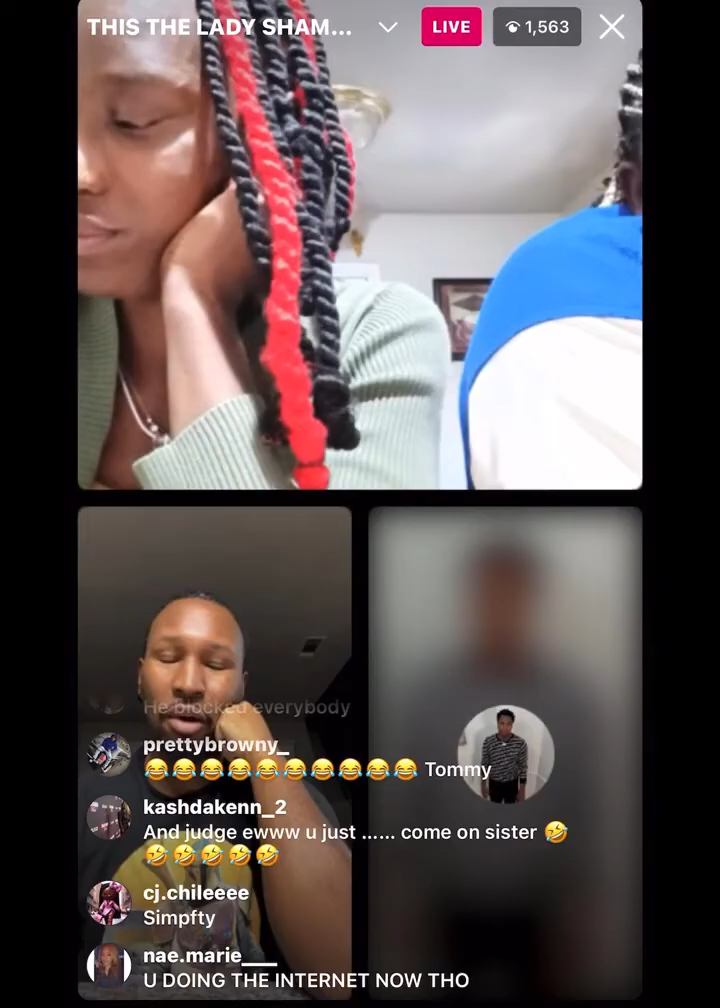 THIS THE LADY SHAM...
LIVE
1,563
He blocked everybody
prettybrowny_
😂😂😂😂😂😂😂😂😂😂 Tommy
kashdakenn_2
And judge ewww u just ...... come on sister 🤣
🤣🤣🤣🤣🤣
cj.chileeee
Simpfty
nae.marie___
U DOING THE INTERNET NOW THO